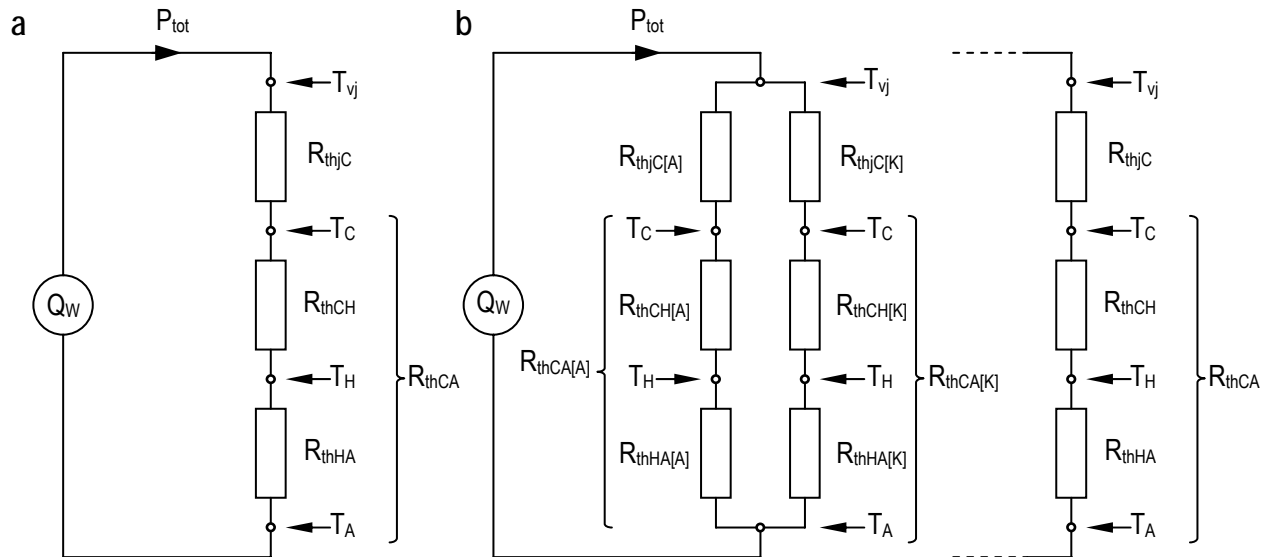 a
P_tot
T_vj
R_thjC
T_C
R_thCH
Q_W
T_H
R_thCA
R_thHA
T_A
b
P_tot
T_vj
R_thjC[A]
R_thjC[K]
T_C
T_C
Q_W
R_thCH[A]
R_thCH[K]
R_thCA[A]
T_H
T_H
R_thCA[K]
R_thHA[A]
R_thHA[K]
T_A
T_vj
R_thjC
T_C
R_thCH
T_H
R_thCA
R_thHA
T_A